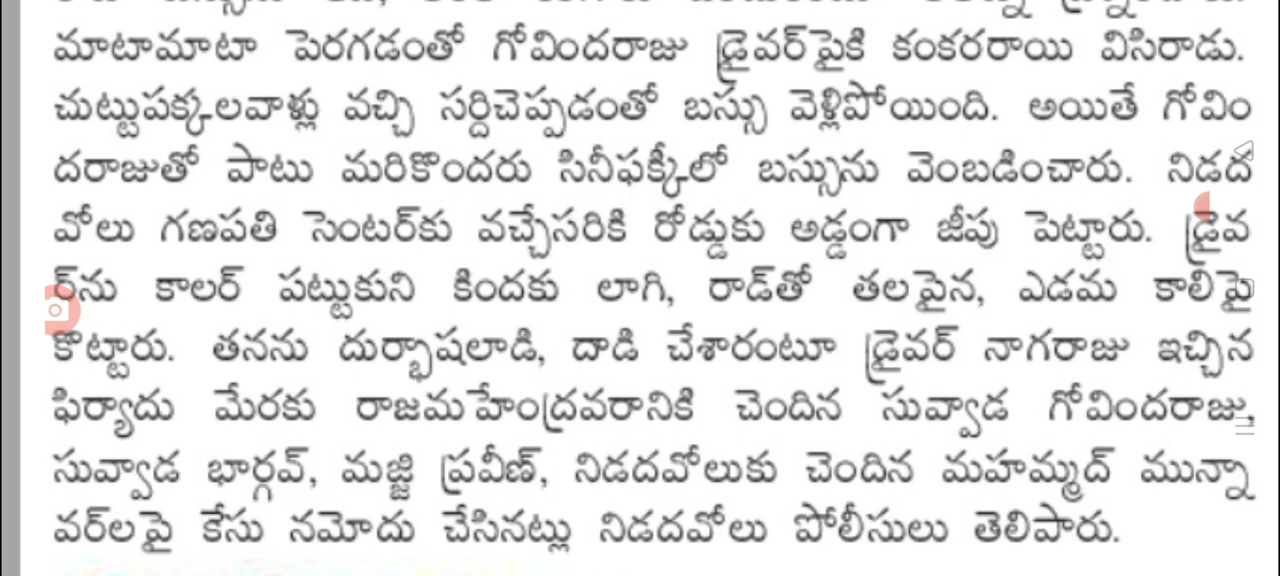 మాటామాటా పెరగడంతో గోవిందరాజు డ్రైవర్‌పైకి కంకరరాయి విసిరాడు.
చుట్టుపక్కలవాళ్లు వచ్చి సర్దిచెప్పడంతో బస్సు వెళ్లిపోయింది. అయితే గోవిం
దరాజుతో పాటు మరికొందరు సినీఫక్కీలో బస్సును వెంబడించారు. నిడద
వోలు గణపతి సెంటర్‌కు వచ్చేసరికి రోడ్డుకు అడ్డంగా జీపు పెట్టారు. డ్రైవ
ర్‌ను కాలర్ పట్టుకుని కిందకు లాగి, రాడ్‌తో తలపైన, ఎడమ కాలిపై
కొట్టారు. తనను దుర్భాషలాడి, దాడి చేశారంటూ డ్రైవర్ నాగరాజు ఇచ్చిన
ఫిర్యాదు మేరకు రాజమహేంద్రవరానికి చెందిన సువ్వాడ గోవిందరాజు,
సువ్వాడ భార్గవ్, మజ్జి ప్రవీణ్, నిడదవోలుకు చెందిన మహమ్మద్ మున్నా
వర్‌లపై కేసు నమోదు చేసినట్లు నిడదవోలు పోలీసులు తెలిపారు.